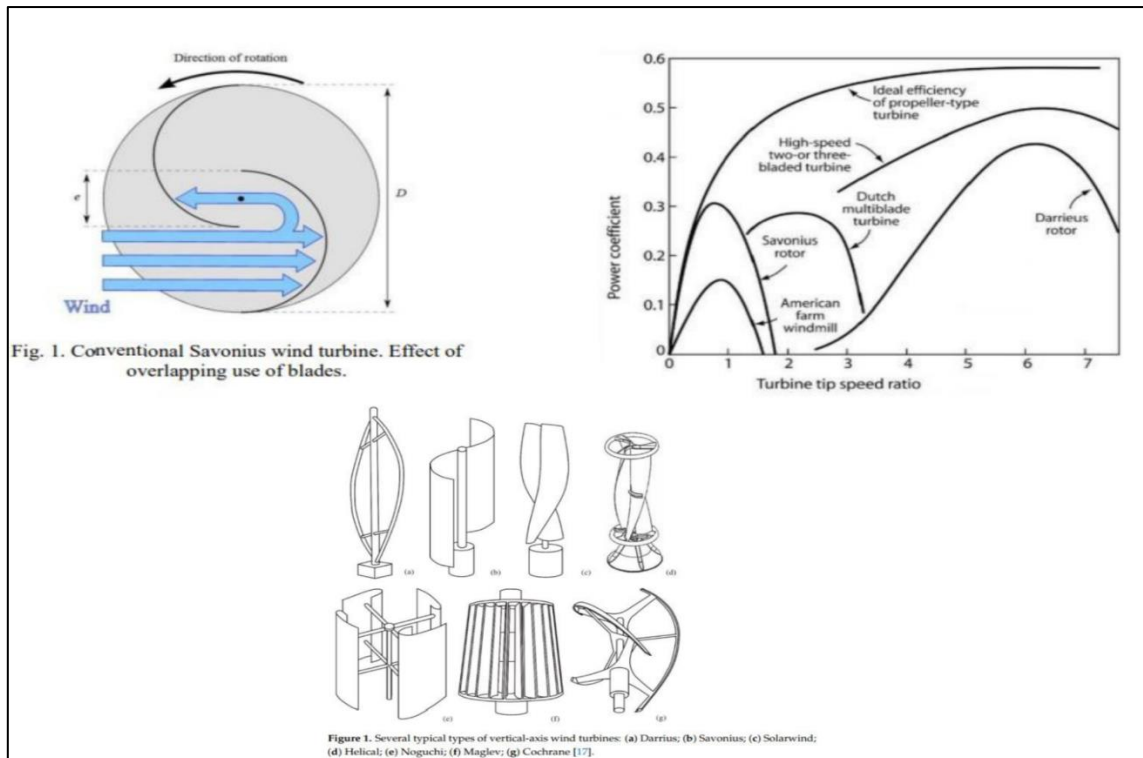 Direction of rotation
e
D
Wind
Fig. 1. Conventional Savonius wind turbine. Effect of
overlapping use of blades.
0.6
0.5
0.4
0.3
0.2
0.1
0
Power coefficient
Ideal efficiency
of propeller-type
turbine
High-speed
two-or three-
bladed turbine
Dutch
multiblade
turbine
Savonius
rotor
American
farm
windmill
Darrieus
rotor
0 1 2 3 4 5 6 7
Turbine tip speed ratio
(a) (b) (c) (d)
(e) (f) (g)
Figure 1. Several typical types of vertical-axis wind turbines: (a) Darrius; (b) Savonius; (c) Solarwind;
(d) Helical; (e) Noguchi; (f) Maglev; (g) Cochrane [17].